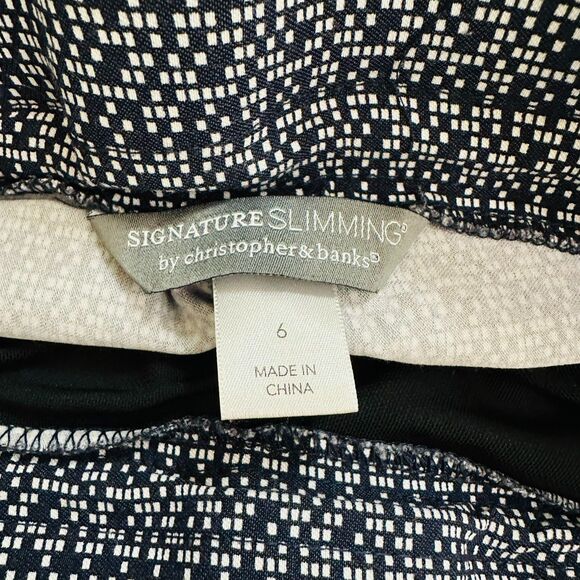 SIGNATURE SLIMMING®
by christopher & banks®
6
MADE IN
CHINA